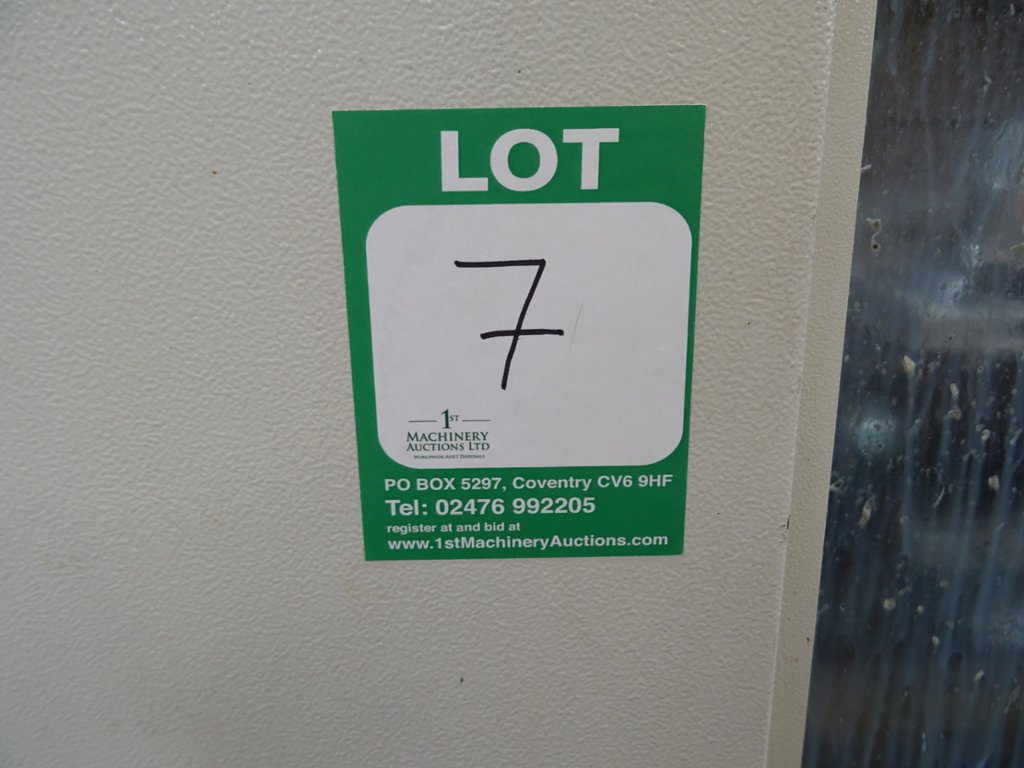 LOT
7
1ST
MACHINERY
AUCTIONS LTD
WORLDWIDE ASSET DISPOSALS
PO BOX 5297, Coventry CV6 9HF
Tel: 02476 992205
register at and bid at
www.1stMachineryAuctions.com